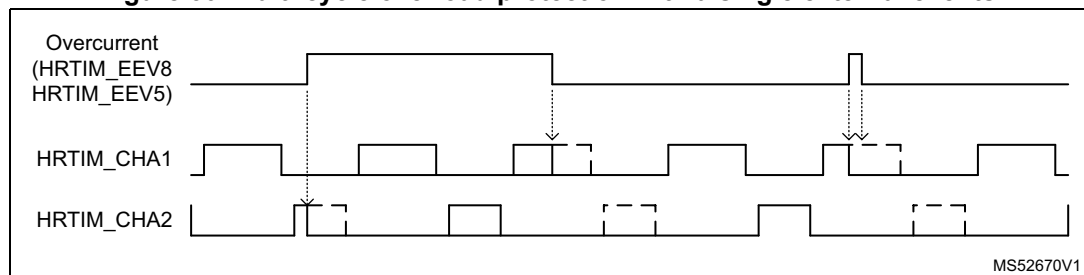 Overcurrent
(HRTIM_EEV8
HRTIM_EEV5)
HRTIM_CHA1
HRTIM_CHA2
MS52670V1